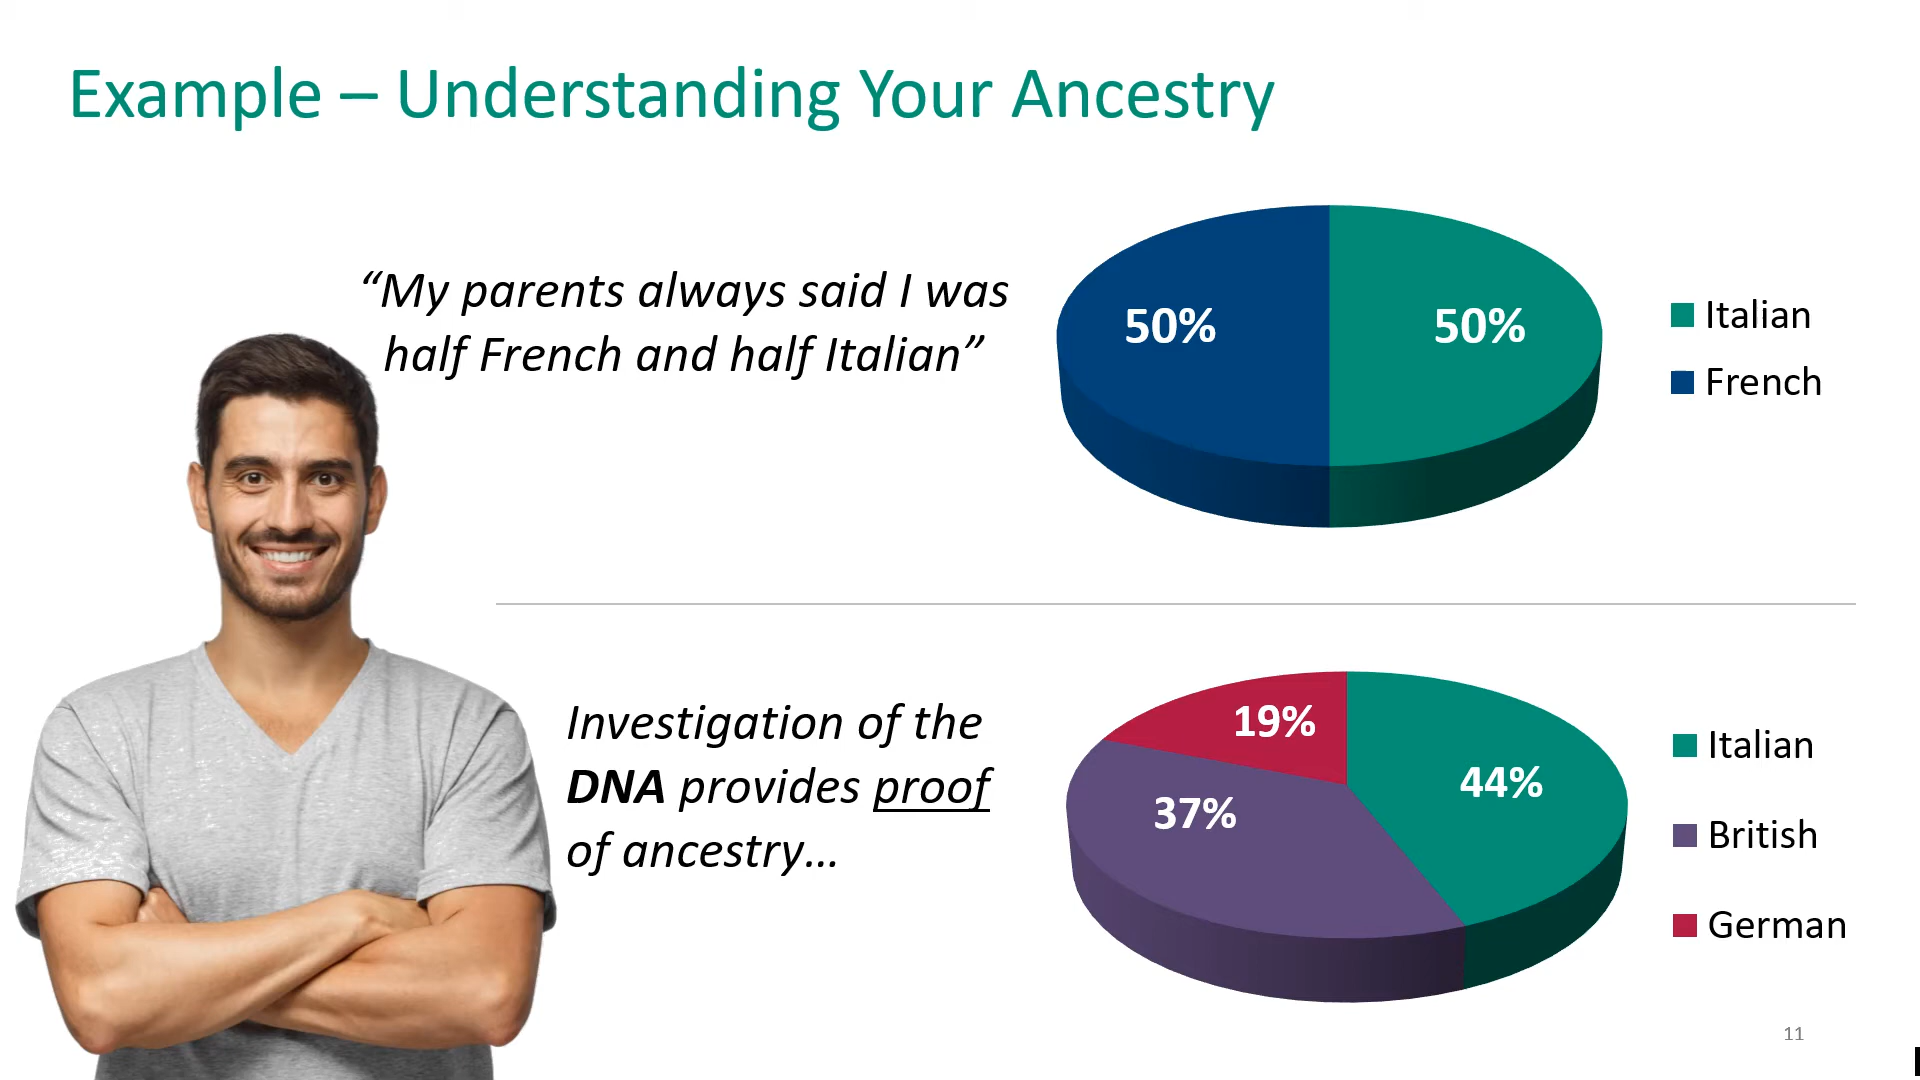 Example – Understanding Your Ancestry
“My parents always said I was
half French and half Italian”
50%
50%
Italian
French
Investigation of the
DNA provides proof
of ancestry...
19%
44%
37%
Italian
British
German
11